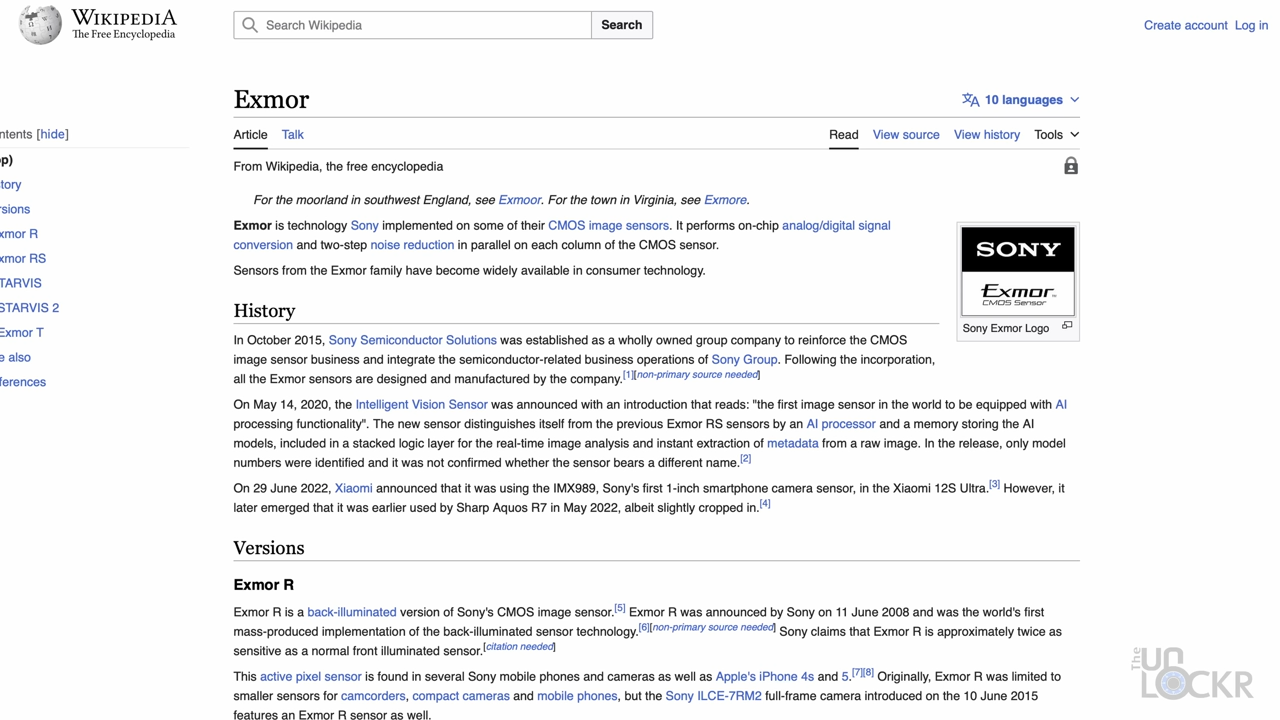 WIKIPEDIA
The Free Encyclopedia
Search Wikipedia
Search
Create account Log in
Exmor
10 languages
Article Talk
Read View source View history Tools
From Wikipedia, the free encyclopedia
ntents [hide]
op)
tory
rsions
xmor R
xmor RS
TARVIS
STARVIS 2
Exmor T
e also
ferences
For the moorland in southwest England, see Exmoor. For the town in Virginia, see Exmore.
Exmor is technology Sony implemented on some of their CMOS image sensors. It performs on-chip analog/digital signal
conversion and two-step noise reduction in parallel on each column of the CMOS sensor.
Sensors from the Exmor family have become widely available in consumer technology.
SONY
Exmor™
CMOS Sensor
Sony Exmor Logo
History
In October 2015, Sony Semiconductor Solutions was established as a wholly owned group company to reinforce the CMOS
image sensor business and integrate the semiconductor-related business operations of Sony Group. Following the incorporation,
all the Exmor sensors are designed and manufactured by the company.[1][non-primary source needed]
On May 14, 2020, the Intelligent Vision Sensor was announced with an introduction that reads: "the first image sensor in the world to be equipped with AI
processing functionality". The new sensor distinguishes itself from the previous Exmor RS sensors by an AI processor and a memory storing the AI
models, included in a stacked logic layer for the real-time image analysis and instant extraction of metadata from a raw image. In the release, only model
numbers were identified and it was not confirmed whether the sensor bears a different name.[2]
On 29 June 2022, Xiaomi announced that it was using the IMX989, Sony's first 1-inch smartphone camera sensor, in the Xiaomi 12S Ultra.[3] However, it
later emerged that it was earlier used by Sharp Aquos R7 in May 2022, albeit slightly cropped in.[4]
Versions
Exmor R
Exmor R is a back-illuminated version of Sony's CMOS image sensor.[5] Exmor R was announced by Sony on 11 June 2008 and was the world's first
mass-produced implementation of the back-illuminated sensor technology.[6][non-primary source needed] Sony claims that Exmor R is approximately twice as
sensitive as a normal front illuminated sensor.[citation needed]
This active pixel sensor is found in several Sony mobile phones and cameras as well as Apple's iPhone 4s and 5.[7][8] Originally, Exmor R was limited to
smaller sensors for camcorders, compact cameras and mobile phones, but the Sony ILCE-7RM2 full-frame camera introduced on the 10 June 2015
features an Exmor R sensor as well.
The
UN
LOCKR